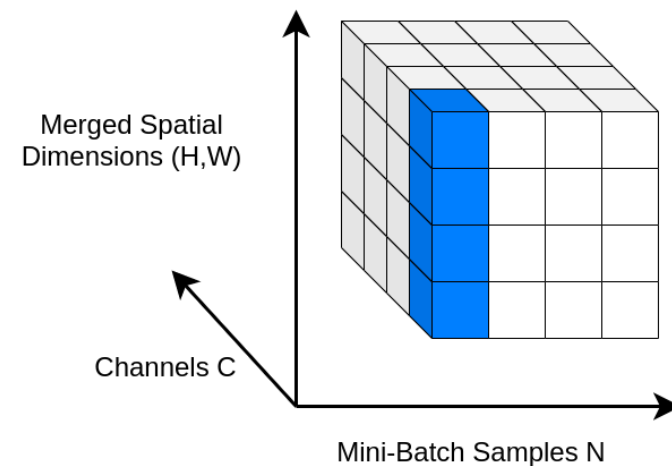 Merged Spatial
Dimensions (H,W)
Channels C
Mini-Batch Samples N